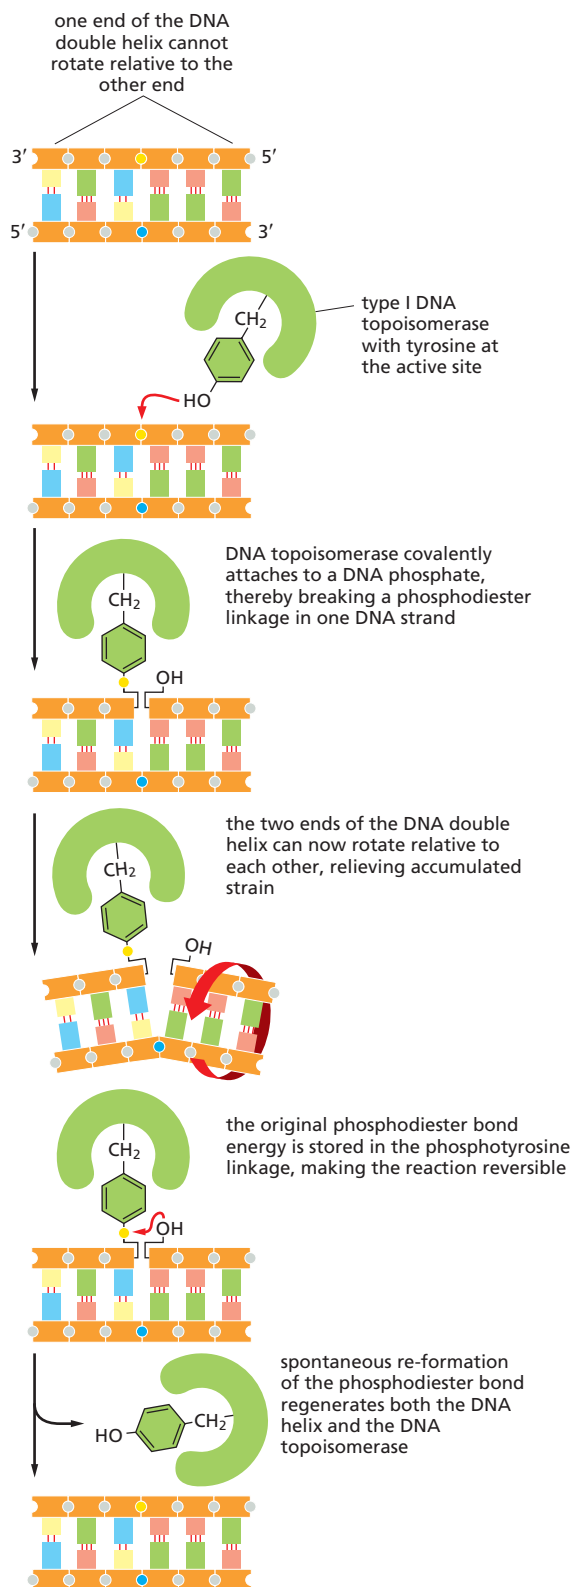 one end of the DNA
double helix cannot
rotate relative to the
other end
3′ 5′
5′ 3′
CH2
HO
type I DNA
topoisomerase
with tyrosine at
the active site
CH2
OH
DNA topoisomerase covalently
attaches to a DNA phosphate,
thereby breaking a phosphodiester
linkage in one DNA strand
CH2
OH
the two ends of the DNA double
helix can now rotate relative to
each other, relieving accumulated
strain
CH2
OH
the original phosphodiester bond
energy is stored in the phosphotyrosine
linkage, making the reaction reversible
HO
CH2
spontaneous re-formation
of the phosphodiester bond
regenerates both the DNA
helix and the DNA
topoisomerase